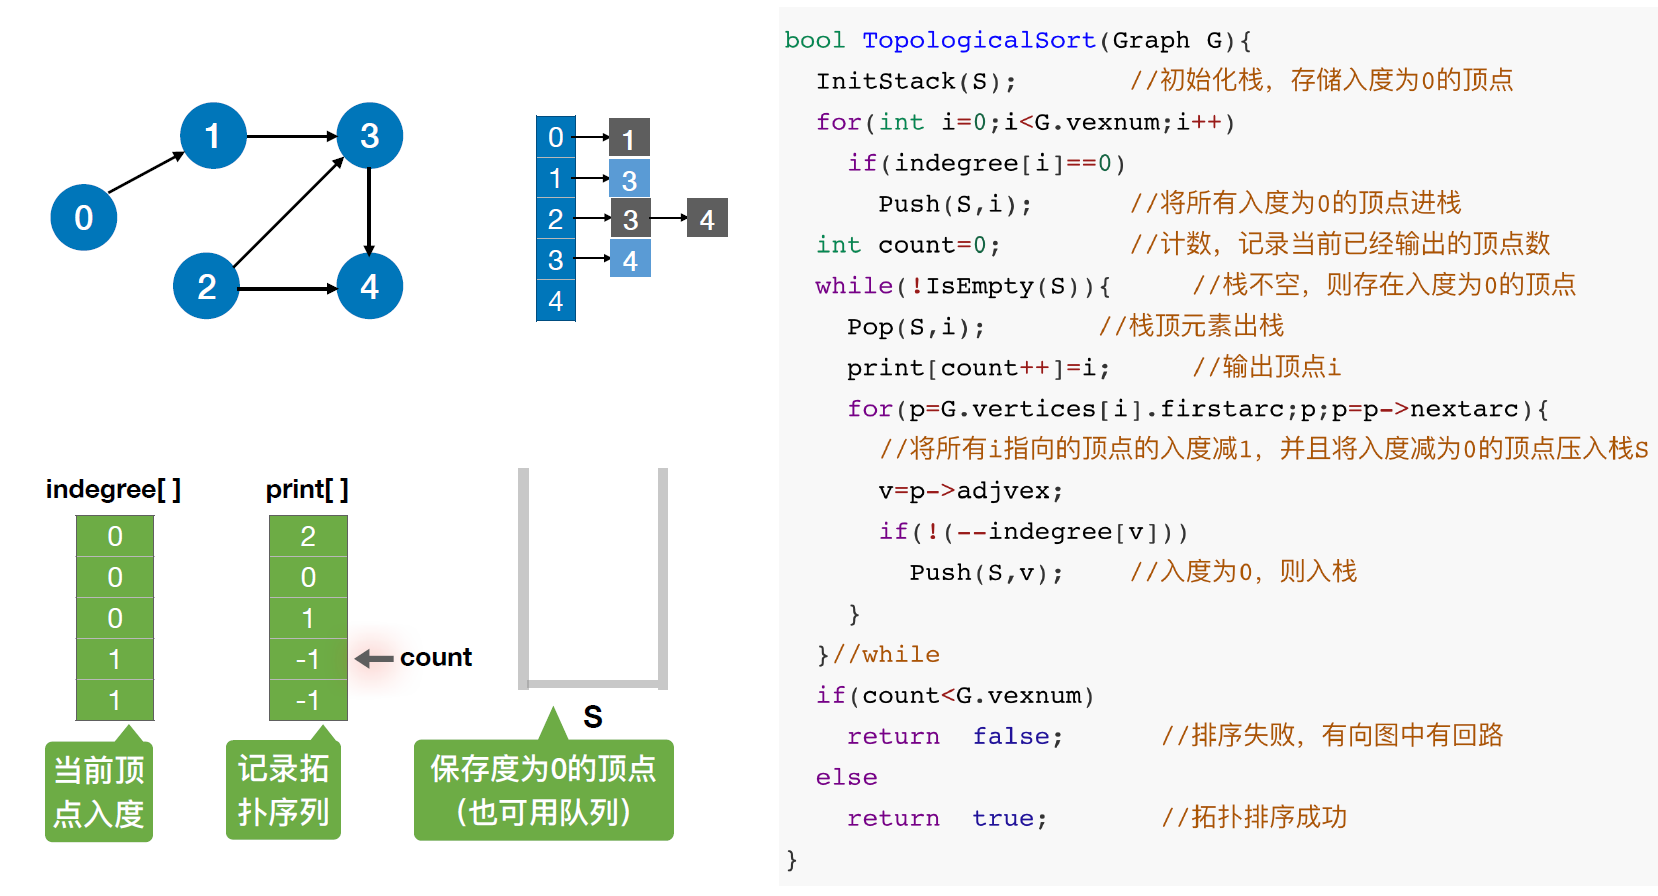 1
3
0
2
4
0 1
1 3
2 3 4
3 4
4
indegree[ ]
0
0
0
1
1
当前顶
点入度
print[ ]
2
0
1
-1
-1
count
记录拓
扑序列
S
保存度为0的顶点
(也可用队列)
bool TopologicalSort(Graph G){
InitStack(S); //初始化栈，存储入度为0的顶点
for(int i=0;i<G.vexnum;i++)
if(indegree[i]==0)
Push(S,i); //将所有入度为0的顶点进栈
int count=0; //计数，记录当前已经输出的顶点数
while(!IsEmpty(S)){ //栈不空，则存在入度为0的顶点
Pop(S,i); //栈顶元素出栈
print[count++]=i; //输出顶点i
for(p=G.vertices[i].firstarc;p;p=p->nextarc){
//将所有i指向的顶点的入度减1，并且将入度减为0的顶点压入栈S
v=p->adjvex;
if(!(--indegree[v]))
Push(S,v); //入度为0，则入栈
}
}//while
if(count<G.vexnum)
return false; //排序失败，有向图中有回路
else
return true; //拓扑排序成功
}